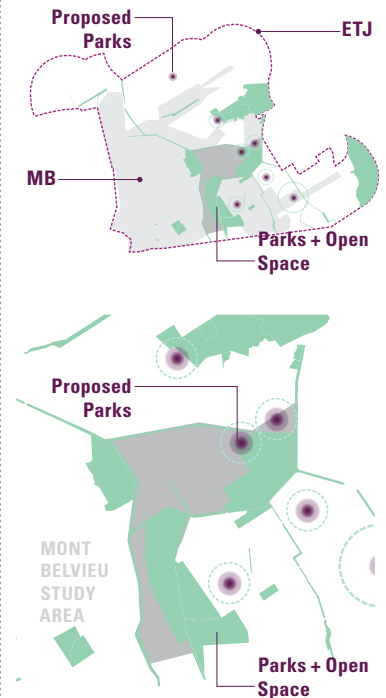 Proposed
Parks
ETJ
MB
Parks + Open
Space
Proposed
Parks
MONT
BELVIEU
STUDY
AREA
Parks + Open
Space